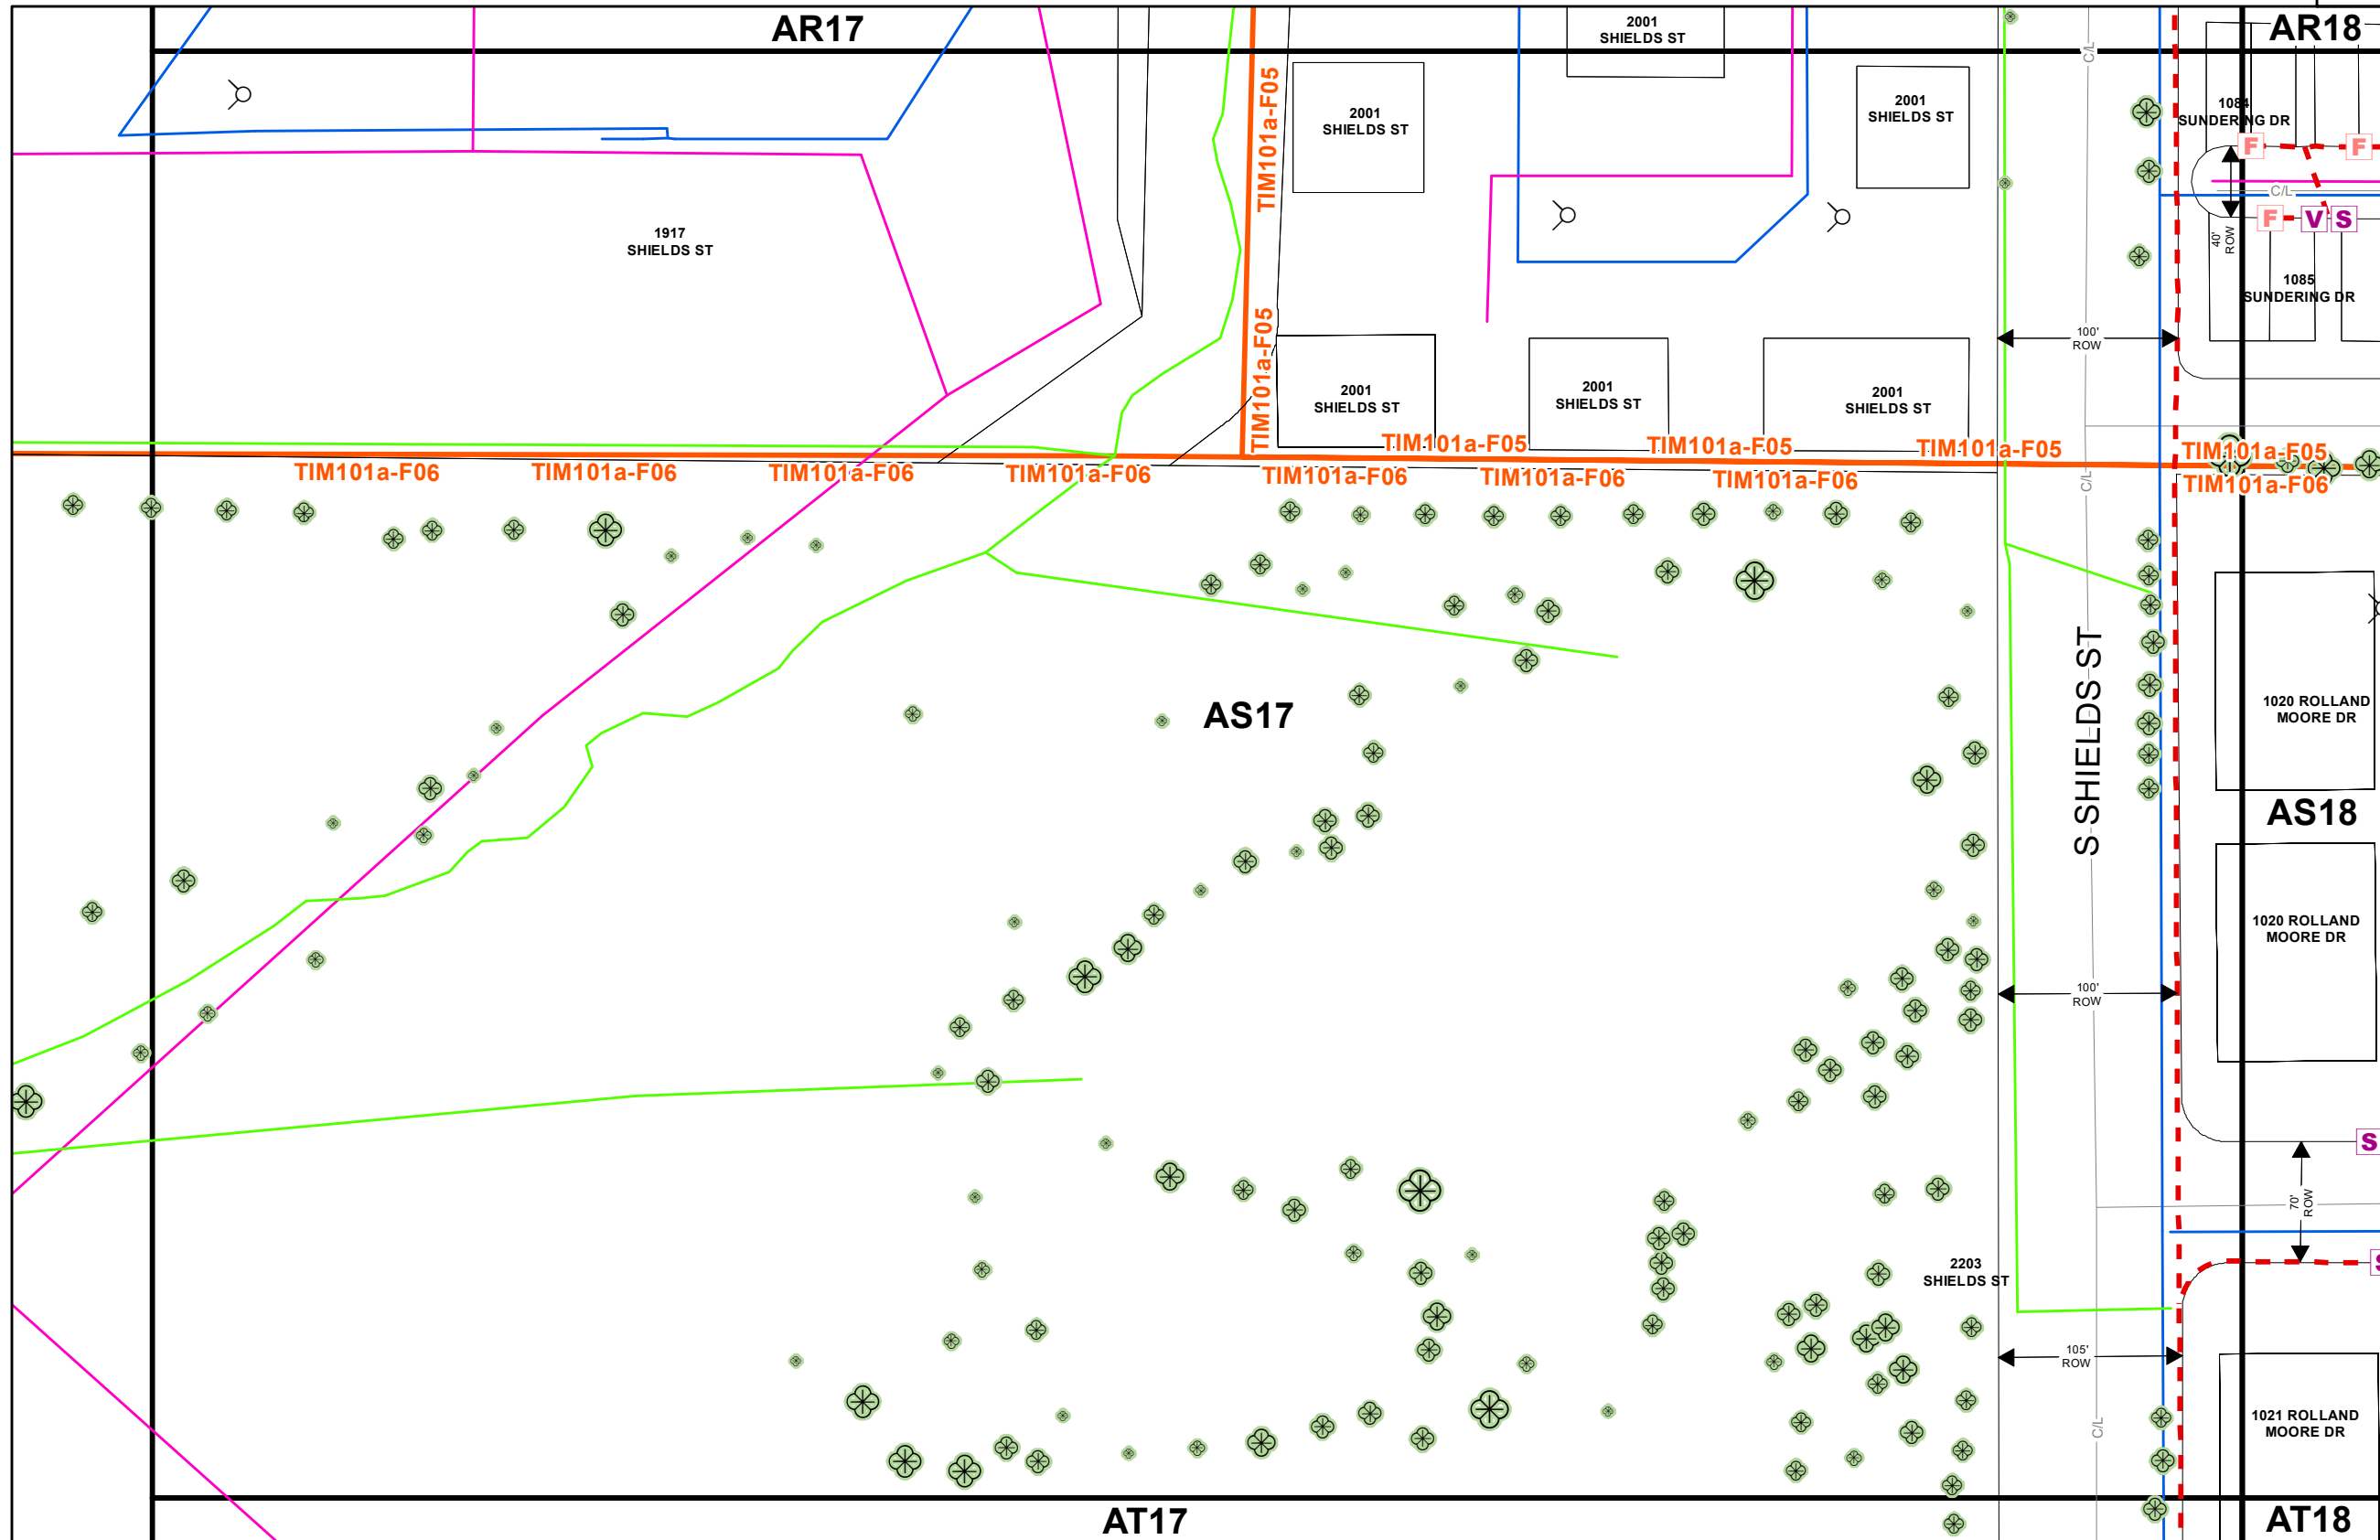 AR17
AR18
2001
SHIELDS ST
2001
SHIELDS ST
2001
SHIELDS ST
C/L
1084
SUNDERING DR
F
F
TIM101a-F05
C/L
F
V
S
40'
ROW
1917
SHIELDS ST
1085
SUNDERING DR
100'
ROW
TIM101a-F05
2001
SHIELDS ST
2001
SHIELDS ST
2001
SHIELDS ST
TIM101a-F05
TIM101a-F05
TIM101a-F05
TIM101a-F05
TIM101a-F06
TIM101a-F06
TIM101a-F06
TIM101a-F06
TIM101a-F06
TIM101a-F06
TIM101a-F06
TIM101a-F06
C/L
S SHIELDS ST
1020 ROLLAND
MOORE DR
AS17
AS18
1020 ROLLAND
MOORE DR
100'
ROW
S
70'
ROW
2203
SHIELDS ST
S
105'
ROW
C/L
1021 ROLLAND
MOORE DR
AT17
AT18